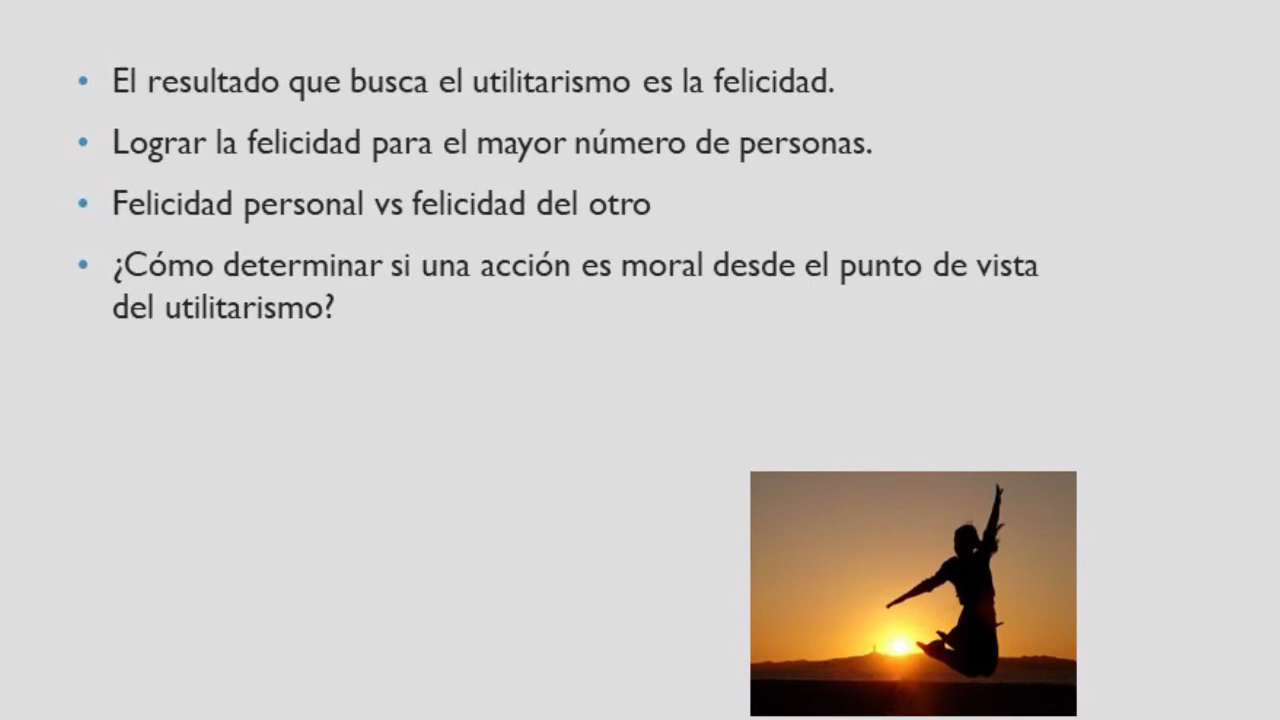 • El resultado que busca el utilitarismo es la felicidad.
• Lograr la felicidad para el mayor número de personas.
• Felicidad personal vs felicidad del otro
• ¿Cómo determinar si una acción es moral desde el punto de vista
del utilitarismo?